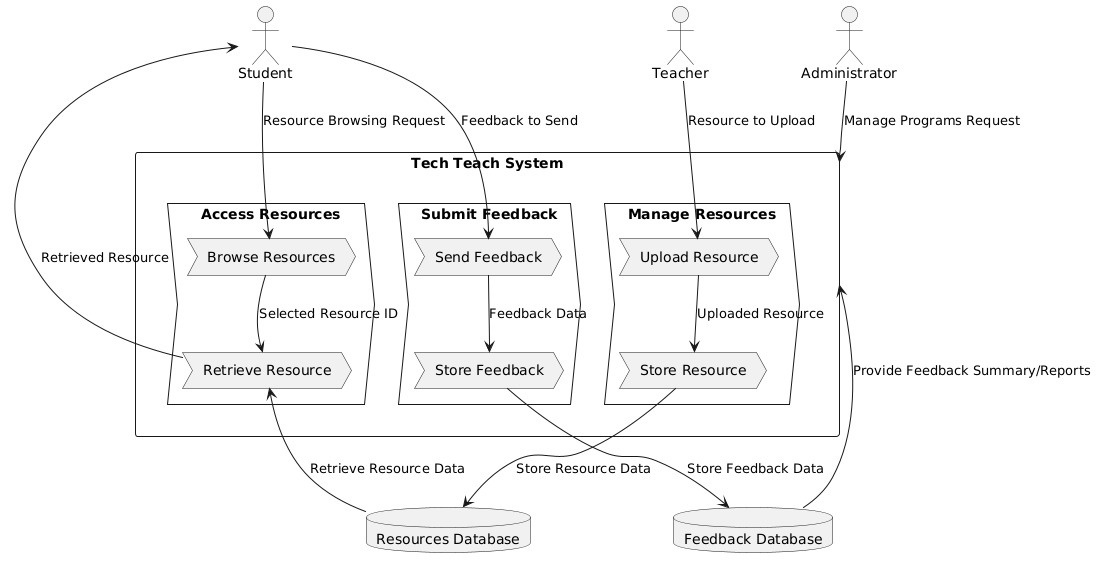 Student
Teacher
Administrator
Resource Browsing Request
Feedback to Send
Resource to Upload
Manage Programs Request
Tech Teach System
Access Resources
Submit Feedback
Manage Resources
Retrieved Resource
Browse Resources
Send Feedback
Upload Resource
Selected Resource ID
Feedback Data
Uploaded Resource
Retrieve Resource
Store Feedback
Store Resource
Provide Feedback Summary/Reports
Retrieve Resource Data
Store Resource Data
Store Feedback Data
Resources Database
Feedback Database